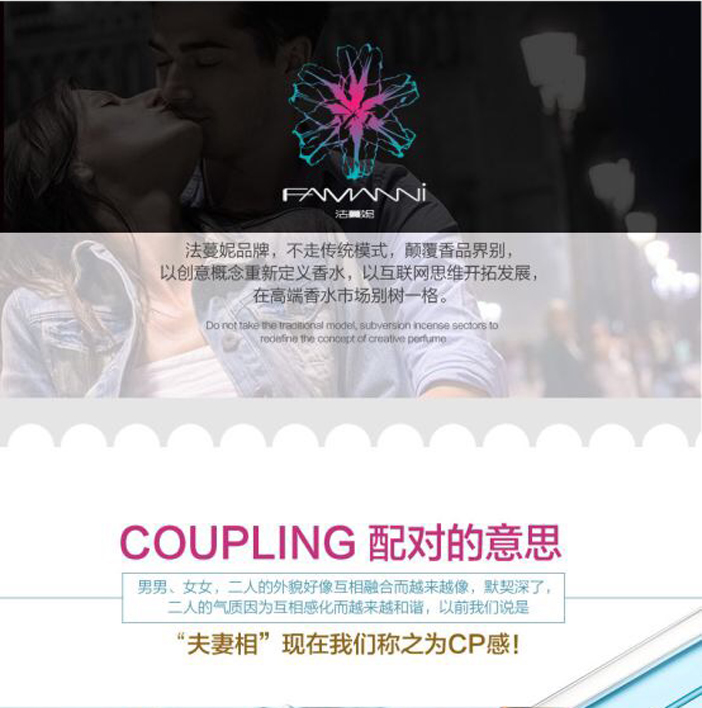 FAMANNi
法蔓妮
法蔓妮品牌，不走传统模式，颠覆香品界别，
以创意概念重新定义香水，以互联网思维开拓发展，
在高端香水市场别树一格。
Do not take the traditional model, subversion incense sectors to
redefine the concept of creative perfume
COUPLING 配对的意思
男男、女女，二人的外貌好像互相融合而越来越像，默契深了，
二人的气质因为互相感化而越来越和谐，以前我们说是
“夫妻相”现在我们称之为CP感！